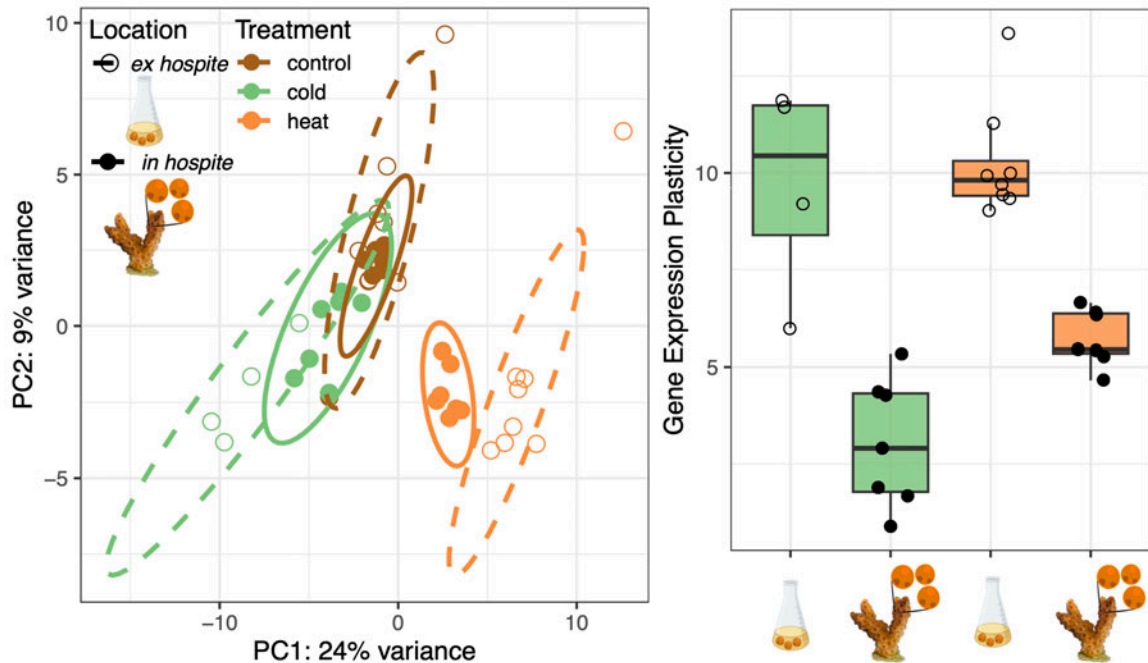 Location
ex hospite
in hospite
Treatment
control
cold
heat
10
5
0
−5
PC2: 9% variance
−10
0
10
PC1: 24% variance
Gene Expression Plasticity
10
5